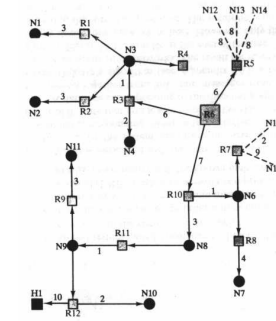 N12 N13 N14
N1 3 R1
8 8 8
N3 R4 R5
N2 3 R2
1 6
R3 6 R6
2
N4 R7 2
9
N11 7
3 R10 1 N6
R9
3 R8
R11
N9 1 N8 4
N7
H1 10 2 N10
R12